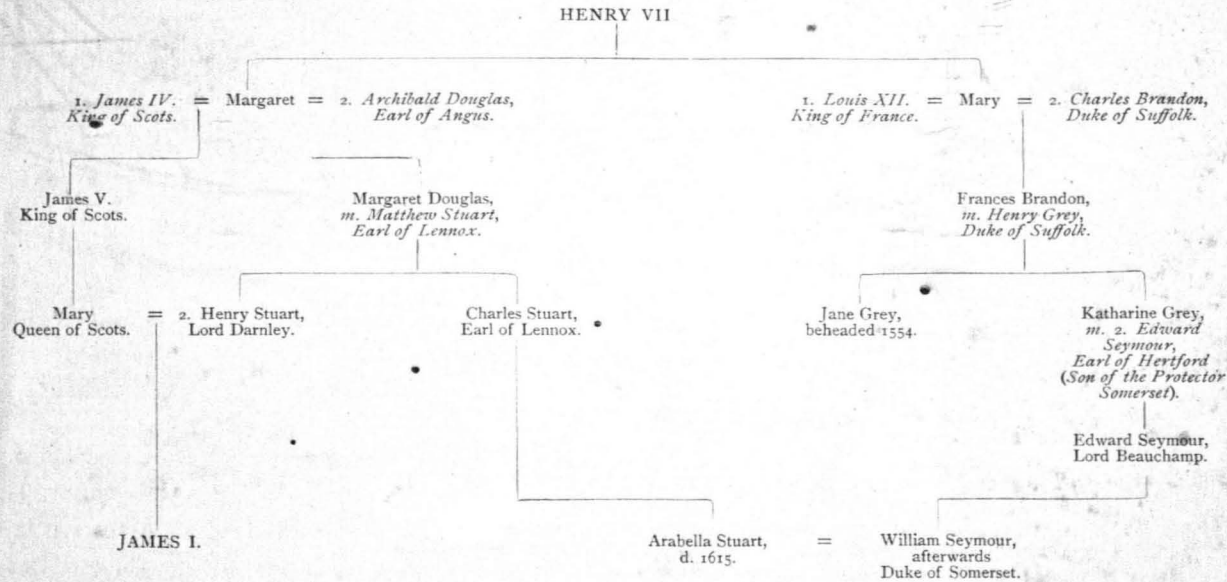 HENRY VII
1. James IV. = Margaret = 2. Archibald Douglas,
King of Scots. Earl of Angus.
1. Louis XII. = Mary = 2. Charles Brandon,
King of France. Duke of Suffolk.
James V.
King of Scots.
Margaret Douglas,
m. Matthew Stuart,
Earl of Lennox.
Frances Brandon,
m. Henry Grey,
Duke of Suffolk.
Mary = 2. Henry Stuart,
Queen of Scots. Lord Darnley.
Charles Stuart,
Earl of Lennox.
Jane Grey,
beheaded 1554.
Katharine Grey,
m. 2. Edward
Seymour,
Earl of Hertford
(Son of the Protector
Somerset).
Edward Seymour,
Lord Beauchamp.
JAMES I.
Arabella Stuart, = William Seymour,
d. 1615. afterwards
Duke of Somerset.